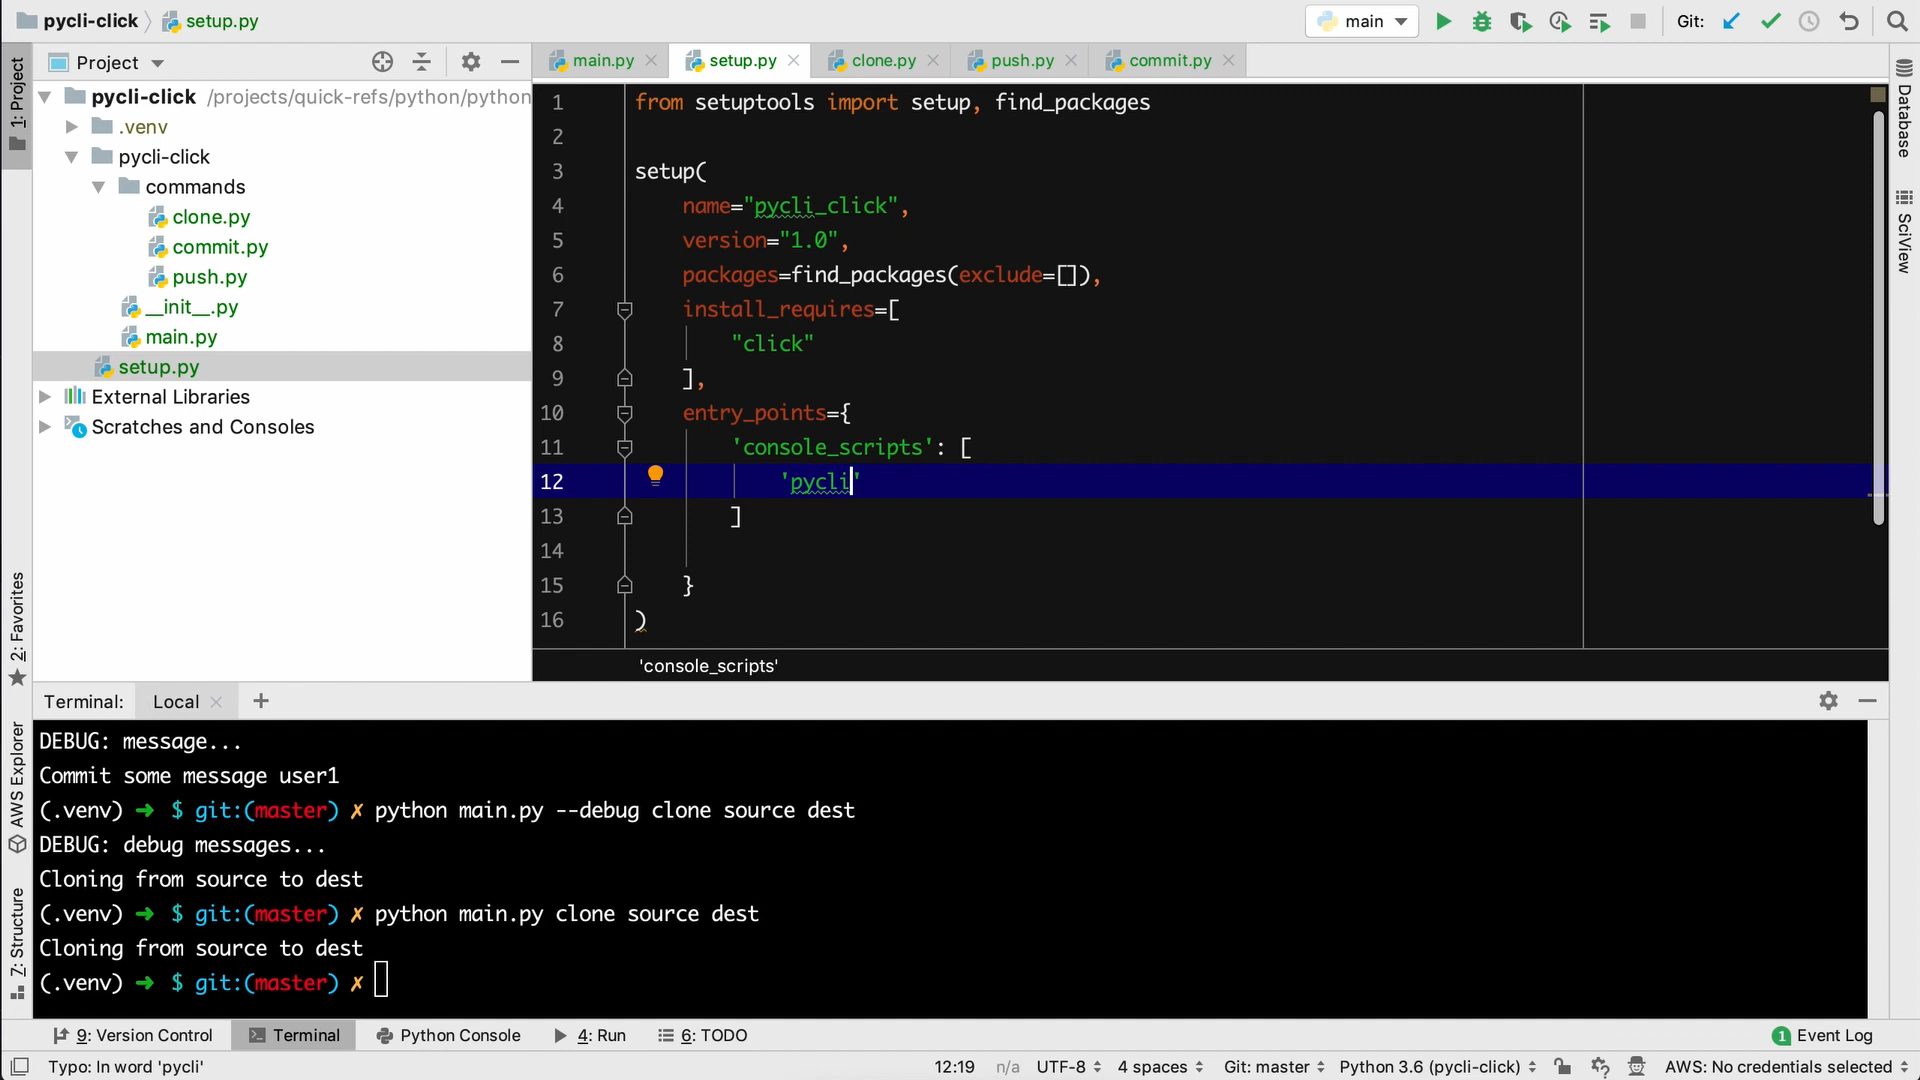 pycli-click
setup.py
main
Git:
1: Project
Project
main.py
setup.py
clone.py
push.py
commit.py
Database
SciView
pycli-click /projects/quick-refs/python/python
.venv
pycli-click
commands
clone.py
commit.py
push.py
__init__.py
main.py
setup.py
External Libraries
Scratches and Consoles
1 from setuptools import setup, find_packages
2
3 setup(
4 name="pycli_click",
5 version="1.0",
6 packages=find_packages(exclude=[]),
7 install_requires=[
8 "click"
9 ],
10 entry_points={
11 'console_scripts': [
12 'pycli'
13 ]
14
15 }
16 )
'console_scripts'
2: Favorites
AWS Explorer
7: Structure
Terminal:
Local
DEBUG: message...
Commit some message user1
(.venv) ➜ $ git:(master) ✗ python main.py --debug clone source dest
DEBUG: debug messages...
Cloning from source to dest
(.venv) ➜ $ git:(master) ✗ python main.py clone source dest
Cloning from source to dest
(.venv) ➜ $ git:(master) ✗
9: Version Control
Terminal
Python Console
4: Run
6: TODO
1 Event Log
Typo: In word 'pycli'
12:19
n/a
UTF-8
4 spaces
Git: master
Python 3.6 (pycli-click)
AWS: No credentials selected